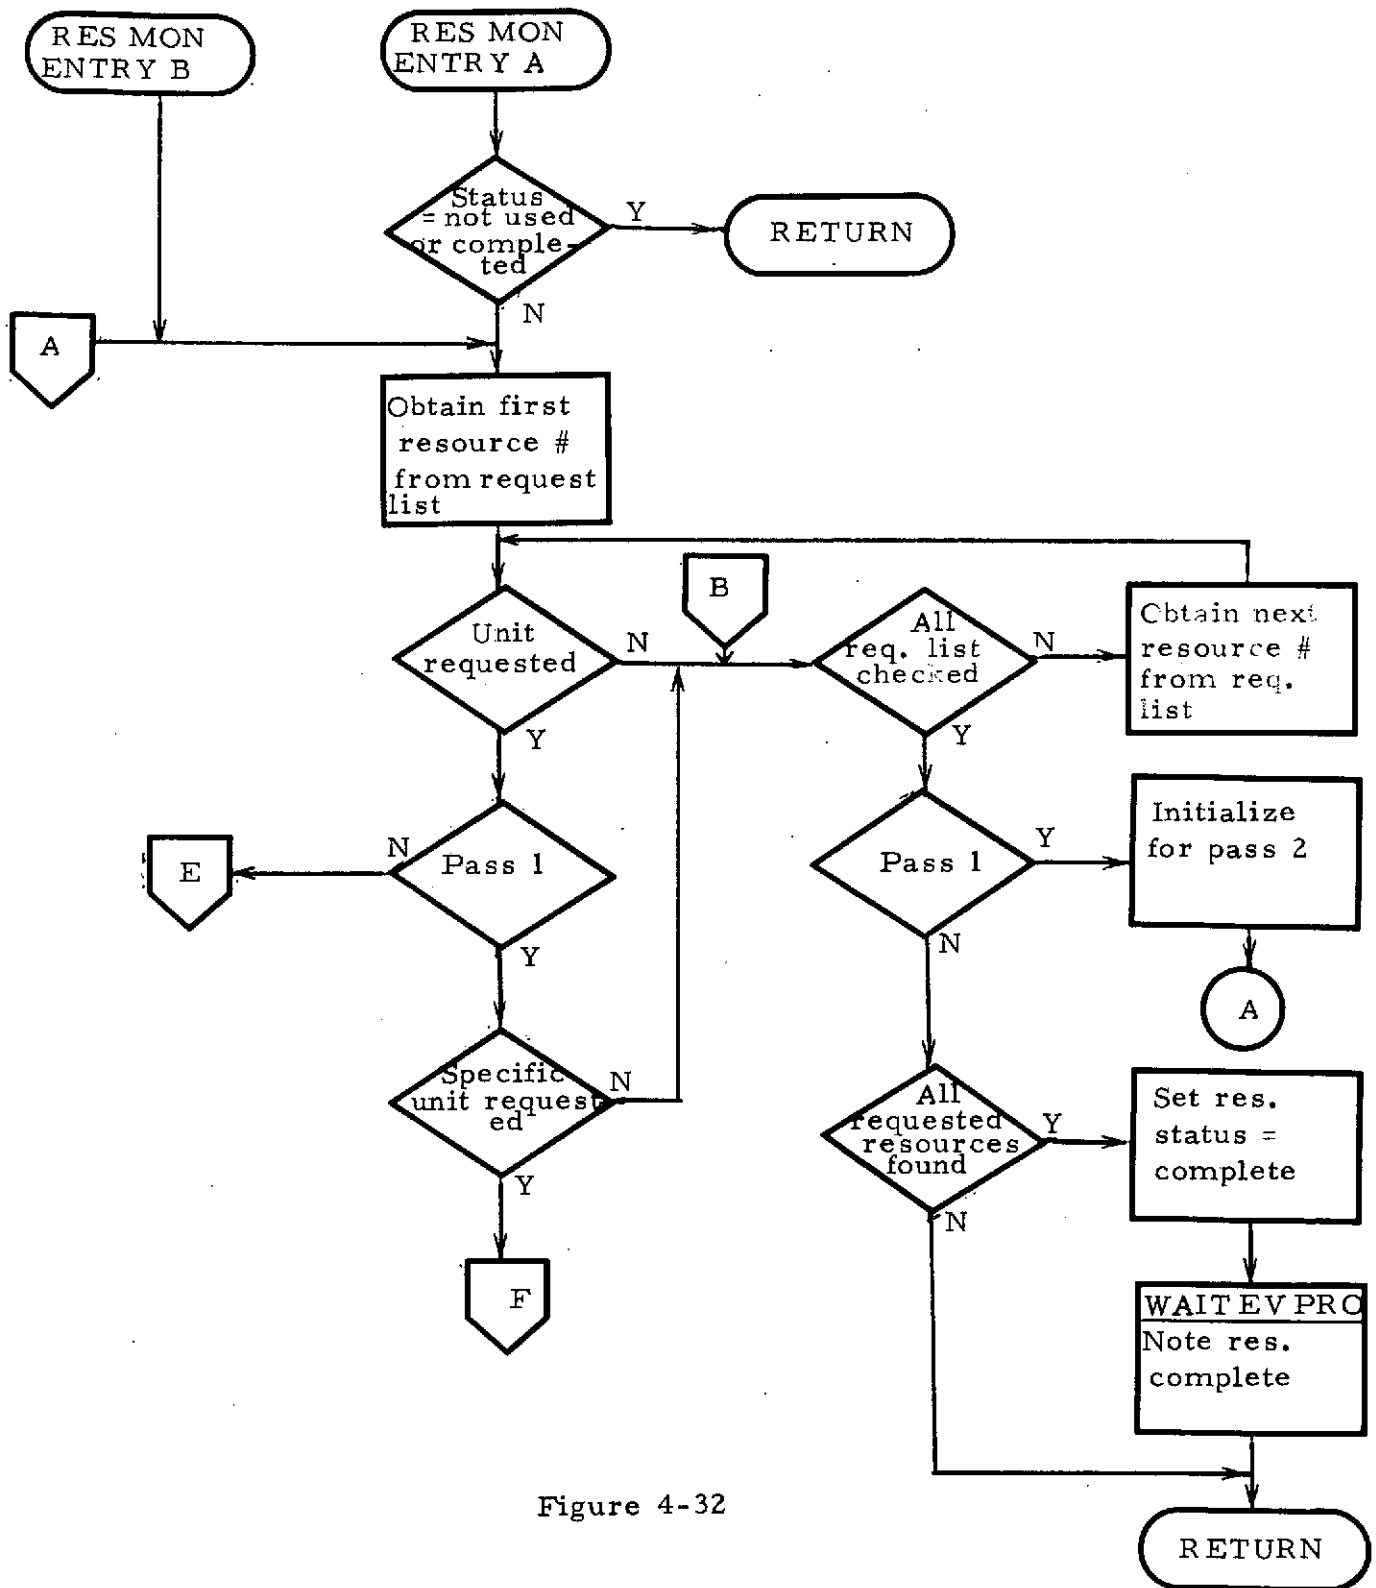 RES MON
ENTRY B
RES MON
ENTRY A
Status
= not used
or comple-
ted
Y
RETURN
N
A
Obtain first
resource #
from request
list
B
Unit
requested
N
Y
All
req. list
checked
N
Y
Obtain next
resource #
from req.
list
E
N
Pass 1
Y
Pass 1
Y
N
Initialize
for pass 2
A
Specific
unit request
ed
N
Y
F
All
requested
resources
found
Y
N
Set res.
status =
complete
WAIT EV PRO
Note res.
complete
RETURN
Figure 4-32